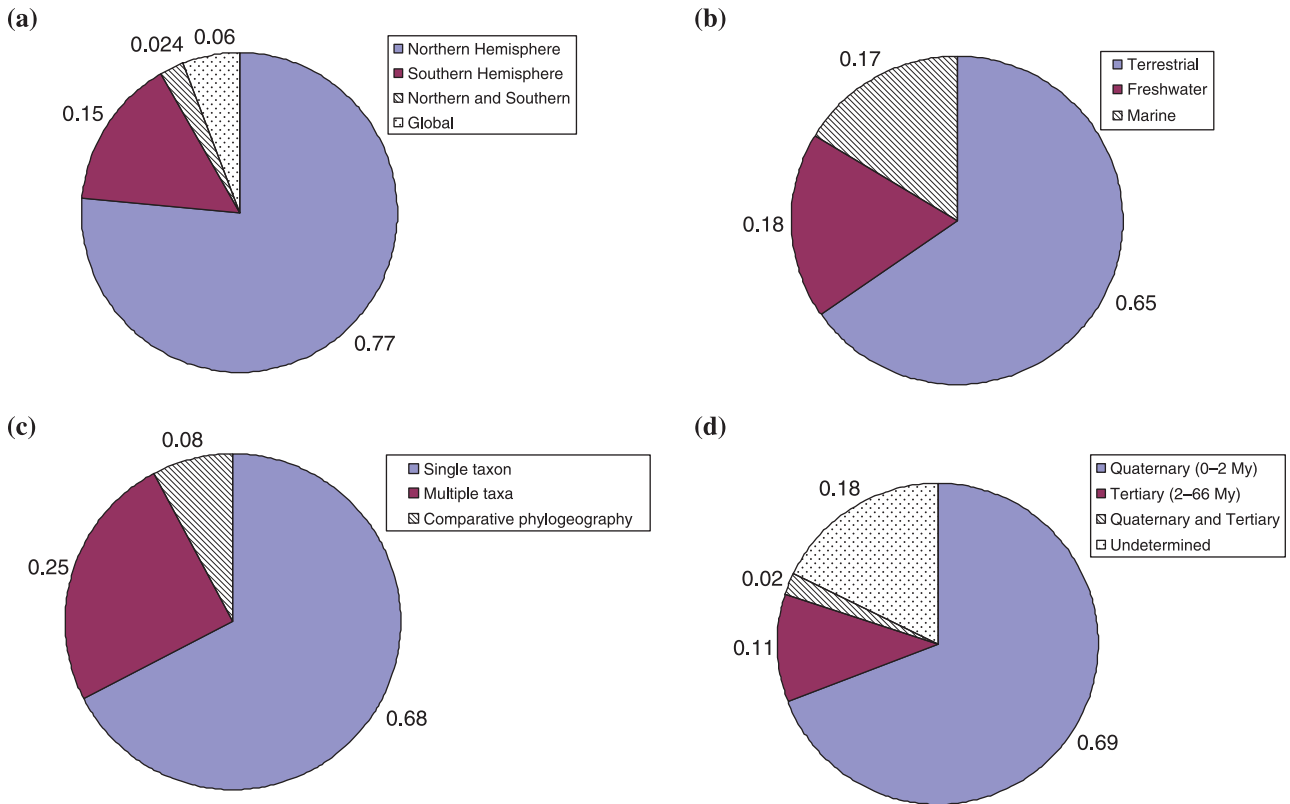 (a)
0.024
0.06
0.15
0.77
Northern Hemisphere
Southern Hemisphere
Northern and Southern
Global
(b)
0.17
0.18
0.65
Terrestrial
Freshwater
Marine
(c)
0.08
0.25
0.68
Single taxon
Multiple taxa
Comparative phylogeography
(d)
0.18
0.02
0.11
0.69
Quaternary (0–2 My)
Tertiary (2–66 My)
Quaternary and Tertiary
Undetermined